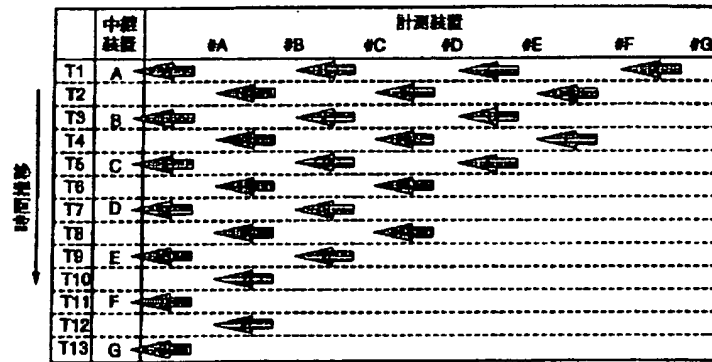 中継装置 計測装置
#A #B #C #D #E #F #G
T1 A
T2
T3 B
T4
T5 C
T6
T7 D
T8
T9 E
T10
T11 F
T12
T13 G
時間推移